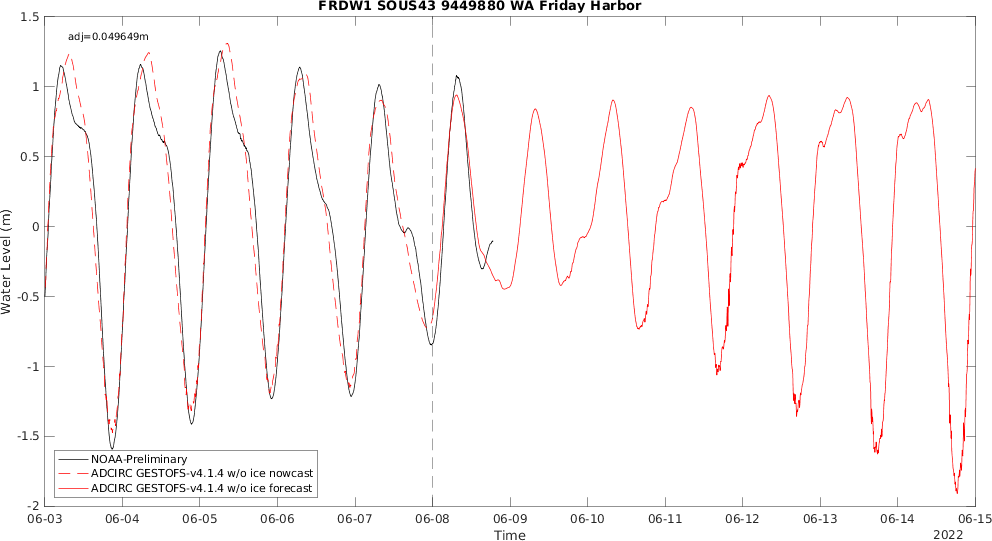 FRDW1 SOUS43 9449880 WA Friday Harbor
adj=0.049649m
1.5
1
0.5
0
-0.5
-1
-1.5
-2
Water Level (m)
NOAA-Preliminary
ADCIRC GESTOFS-v4.1.4 w/o ice nowcast
ADCIRC GESTOFS-v4.1.4 w/o ice forecast
06-03 06-04 06-05 06-06 06-07 06-08 06-09 06-10 06-11 06-12 06-13 06-14 06-15
Time
2022